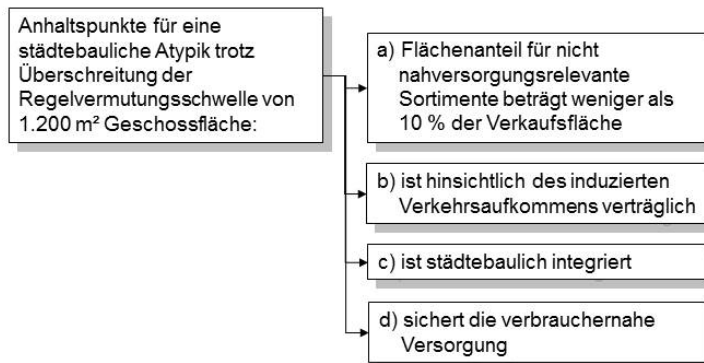 Anhaltspunkte für eine
städtebauliche Atypik trotz
Überschreitung der
Regelvermutungsschwelle von
1.200 m² Geschossfläche:
a) Flächenanteil für nicht
nahversorgungsrelevante
Sortimente beträgt weniger als
10 % der Verkaufsfläche
b) ist hinsichtlich des induzierten
Verkehrsaufkommens verträglich
c) ist städtebaulich integriert
d) sichert die verbrauchernahe
Versorgung